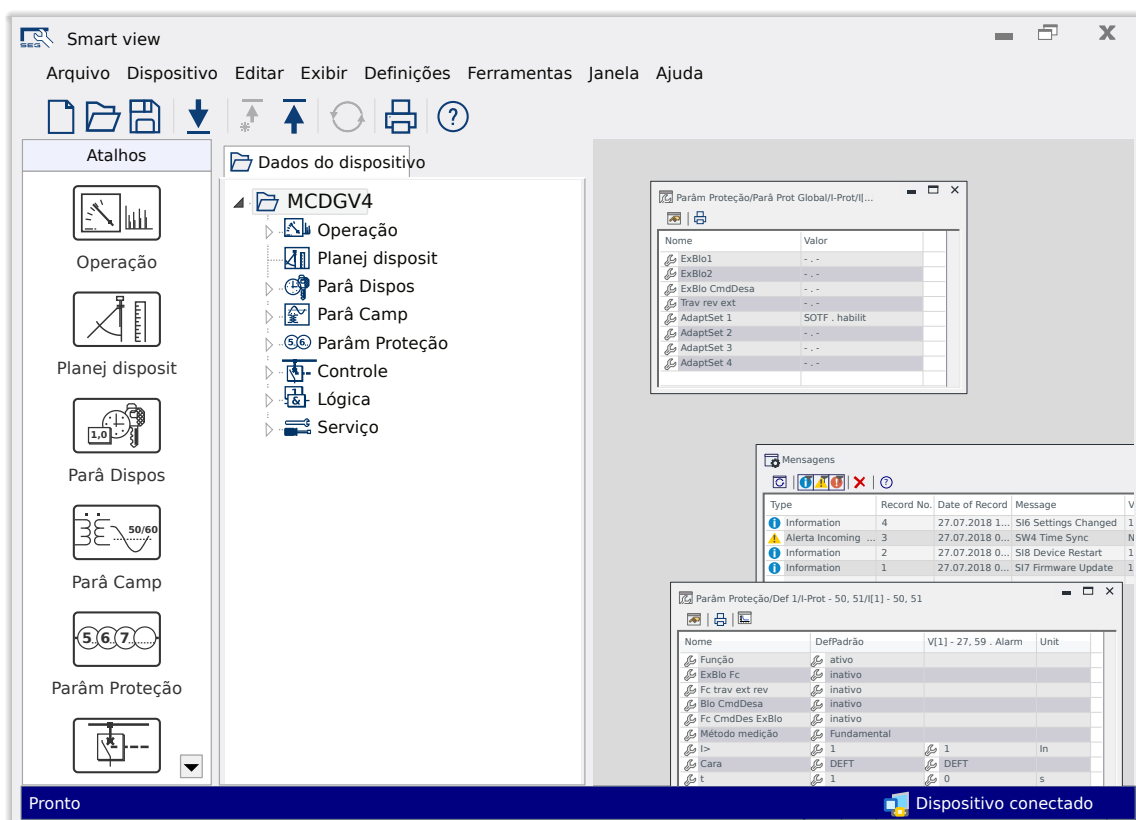 SEG Smart view
Arquivo Dispositivo Editar Exibir Definições Ferramentas Janela Ajuda
?
Atalhos
Operação
Planej disposit
1,0
Parâ Dispos
50/60
Parâ Camp
5 6 7
Parâm Proteção
Dados do dispositivo
MCDGV4
Operação
Planej disposit
Parâ Dispos
Parâ Camp
5 6 Parâm Proteção
Controle
1 & Lógica
Serviço
Parâm Proteção/Parâ Prot Global/I-Prot/I[...
Nome Valor
ExBlo1 - . -
ExBlo2 - . -
ExBlo CmdDesa - . -
Trav rev ext - . -
AdaptSet 1 SOTF . habilit
AdaptSet 2 - . -
AdaptSet 3 - . -
AdaptSet 4 - . -
Mensagens
?
Type Record No. Date of Record Message V
Information 4 27.07.2018 1... SI6 Settings Changed 1
Alerta Incoming ... 3 27.07.2018 0... SW4 Time Sync N
Information 2 27.07.2018 0... SI8 Device Restart 1
Information 1 27.07.2018 0... SI7 Firmware Update 1
Parâm Proteção/Def 1/I-Prot - 50, 51/I[1] - 50, 51
Nome DefPadrão V[1] - 27, 59 . Alarm Unit
Função ativo
ExBlo Fc inativo
Fc trav ext rev inativo
Blo CmdDesa inativo
Fc CmdDes ExBlo inativo
Método medição Fundamental
I> 1 1 In
Cara DEFT DEFT
t 1 0 s
Pronto
Dispositivo conectado